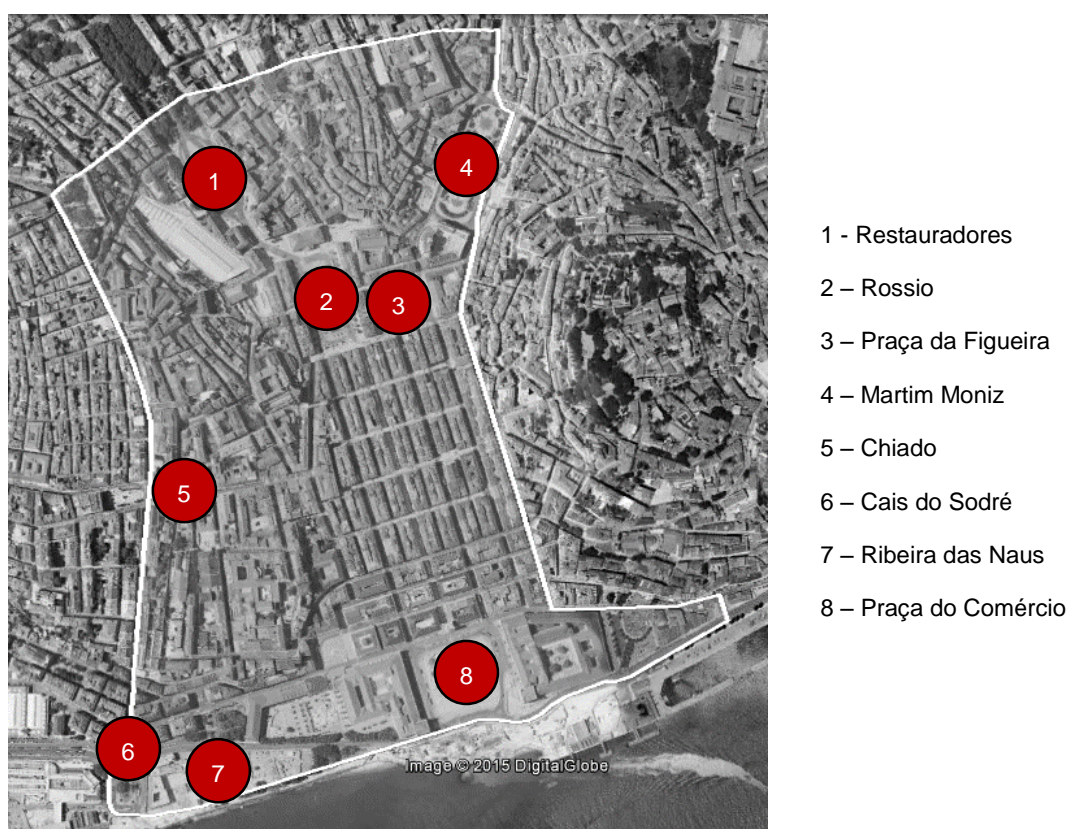 1
4
2
3
5
8
6
7
Image © 2015 DigitalGlobe
1 - Restauradores
2 – Rossio
3 – Praça da Figueira
4 – Martim Moniz
5 – Chiado
6 – Cais do Sodré
7 – Ribeira das Naus
8 – Praça do Comércio